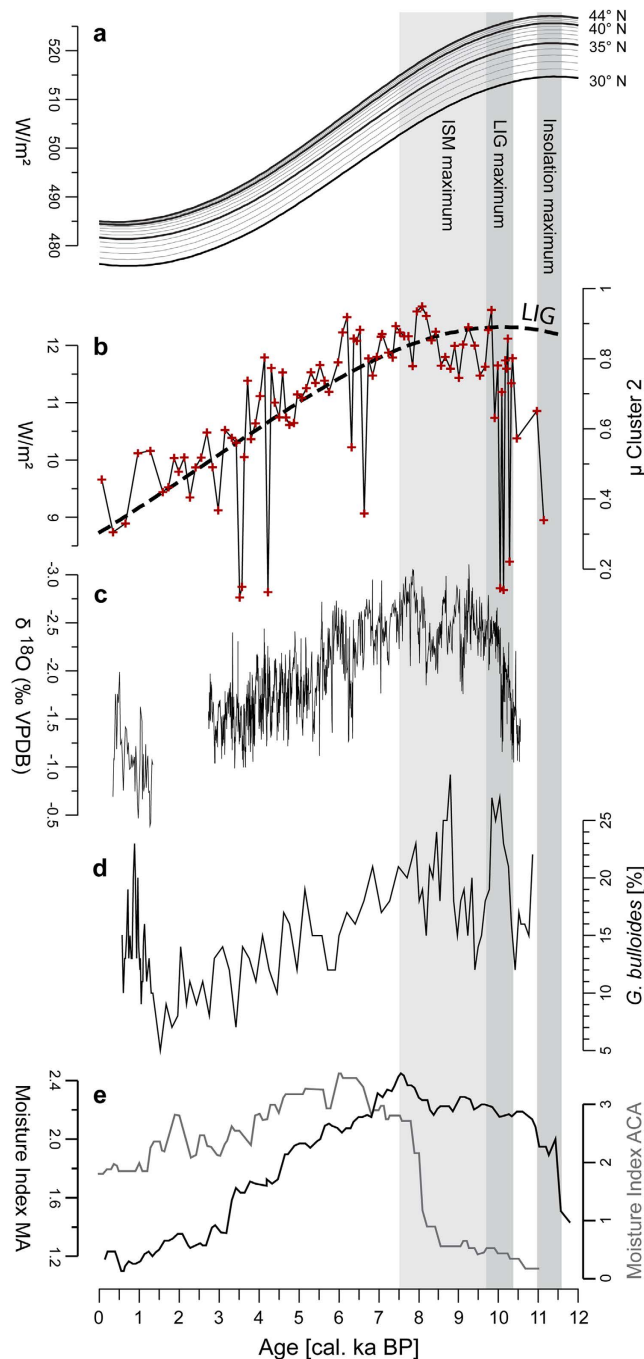 a
520
510
500
490
480
W/m²
44° N
40° N
35° N
30° N
ISM maximum
LIG maximum
Insolation maximum
b
12
11
10
9
W/m²
LIG
1
0.8
0.6
0.4
0.2
µ Cluster 2
c
-3.0
-2.5
-2.0
-1.5
-1.0
-0.5
δ ¹⁸O (‰ VPDB)
d
25
20
15
10
5
G. bulloides [%]
e
2.4
2.0
1.6
1.2
Moisture Index MA
3
2
1
0
Moisture Index ACA
0 1 2 3 4 5 6 7 8 9 10 11 12
Age [cal. ka BP]